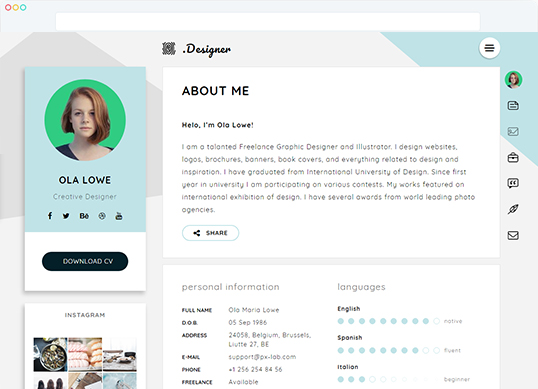 .Designer
OLA LOWE
Creative Designer
DOWNLOAD CV
INSTAGRAM
ABOUT ME
Helo, I'm Ola Lowe!
I am a talanted Freelance Graphic Designer and Illustrator. I design websites,
logos, brochures, banners, book covers, and everything related to design and
inspiration. I have graduated from International University of Design. Since first
year in university I am participating on various contests. My works featured on
international exhibition of design. I have several awards from world leading photo
agencies.
SHARE
personal information
FULL NAME Ola Maria Lowe
D.O.B. 05 Sep 1986
ADDRESS 24058, Belgium, Brussels,
Liutte 27, BE
E-MAIL support@px-lab.com
PHONE +1 256 254 84 56
FREELANCE Available
languages
English
native
Spanish
fluent
Italian
beginner